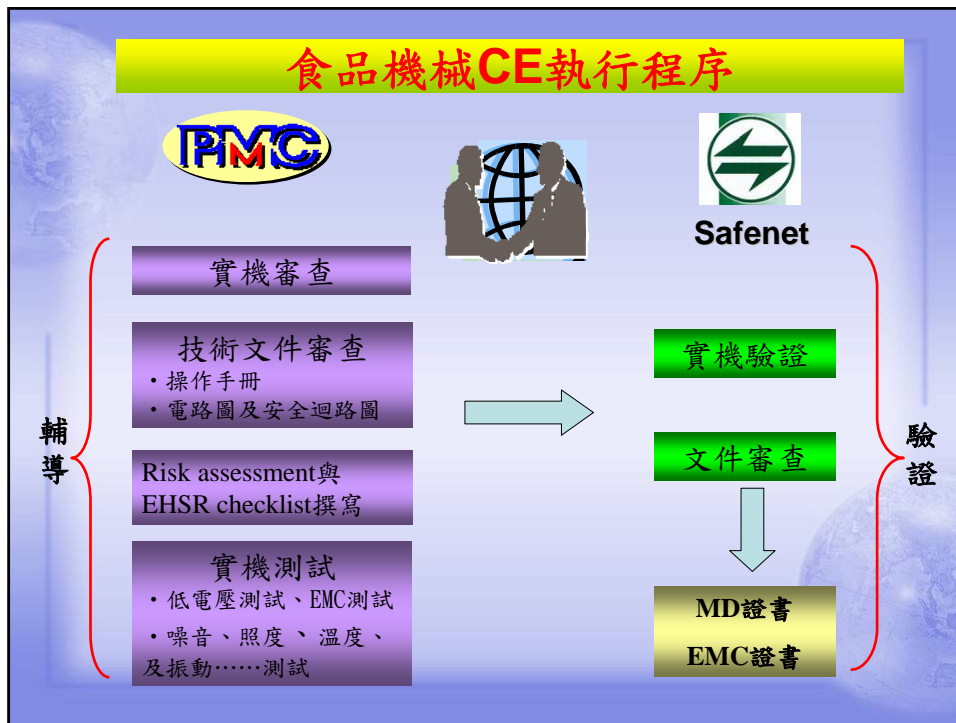 食品機械CE執行程序
PMC
Safenet
輔導
實機審查
技術文件審查
・操作手冊
・電路圖及安全迴路圖
Risk assessment與
EHSR checklist撰寫
實機測試
・低電壓測試、EMC測試
・噪音、照度、溫度、
及振動……測試
實機驗證
文件審查
MD證書
EMC證書
驗證